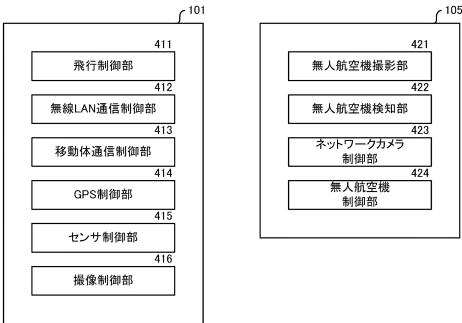 101
411
飛行制御部
412
無線LAN通信制御部
413
移動体通信制御部
414
GPS制御部
415
センサ制御部
416
撮像制御部
105
421
無人航空機撮影部
422
無人航空機検知部
423
ネットワークカメラ
制御部
424
無人航空機
制御部